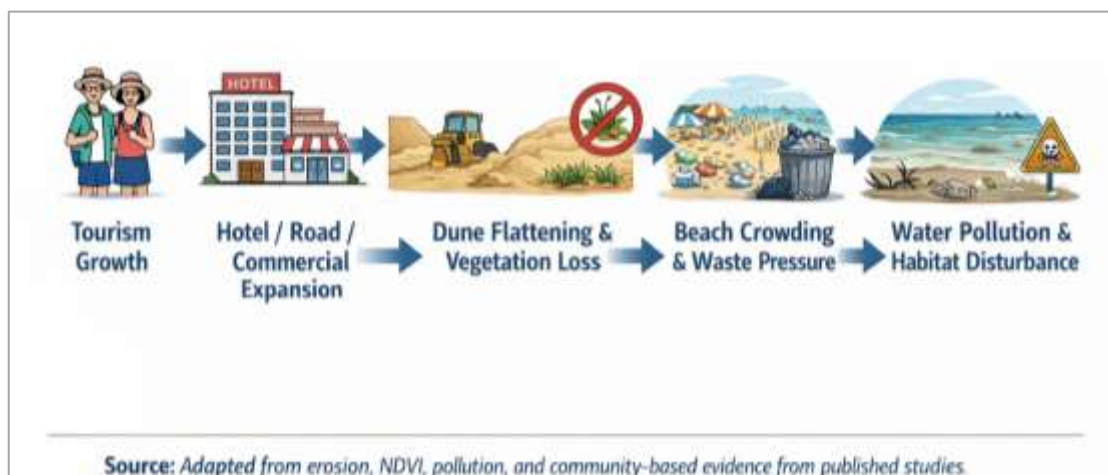 HOTEL
Tourism
Growth
Hotel / Road /
Commercial
Expansion
Dune Flattening &
Vegetation Loss
Beach Crowding
& Waste Pressure
Water Pollution &
Habitat Disturbance
Source: Adapted from erosion, NDVI, pollution, and community-based evidence from published studies.